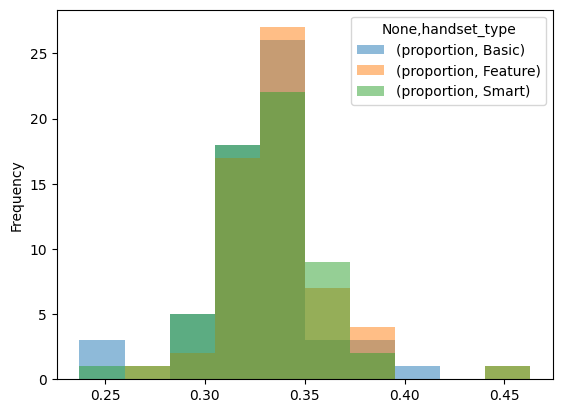 None,handset_type
(proportion, Basic)
(proportion, Feature)
(proportion, Smart)
Frequency
25
20
15
10
5
0
0.25 0.30 0.35 0.40 0.45